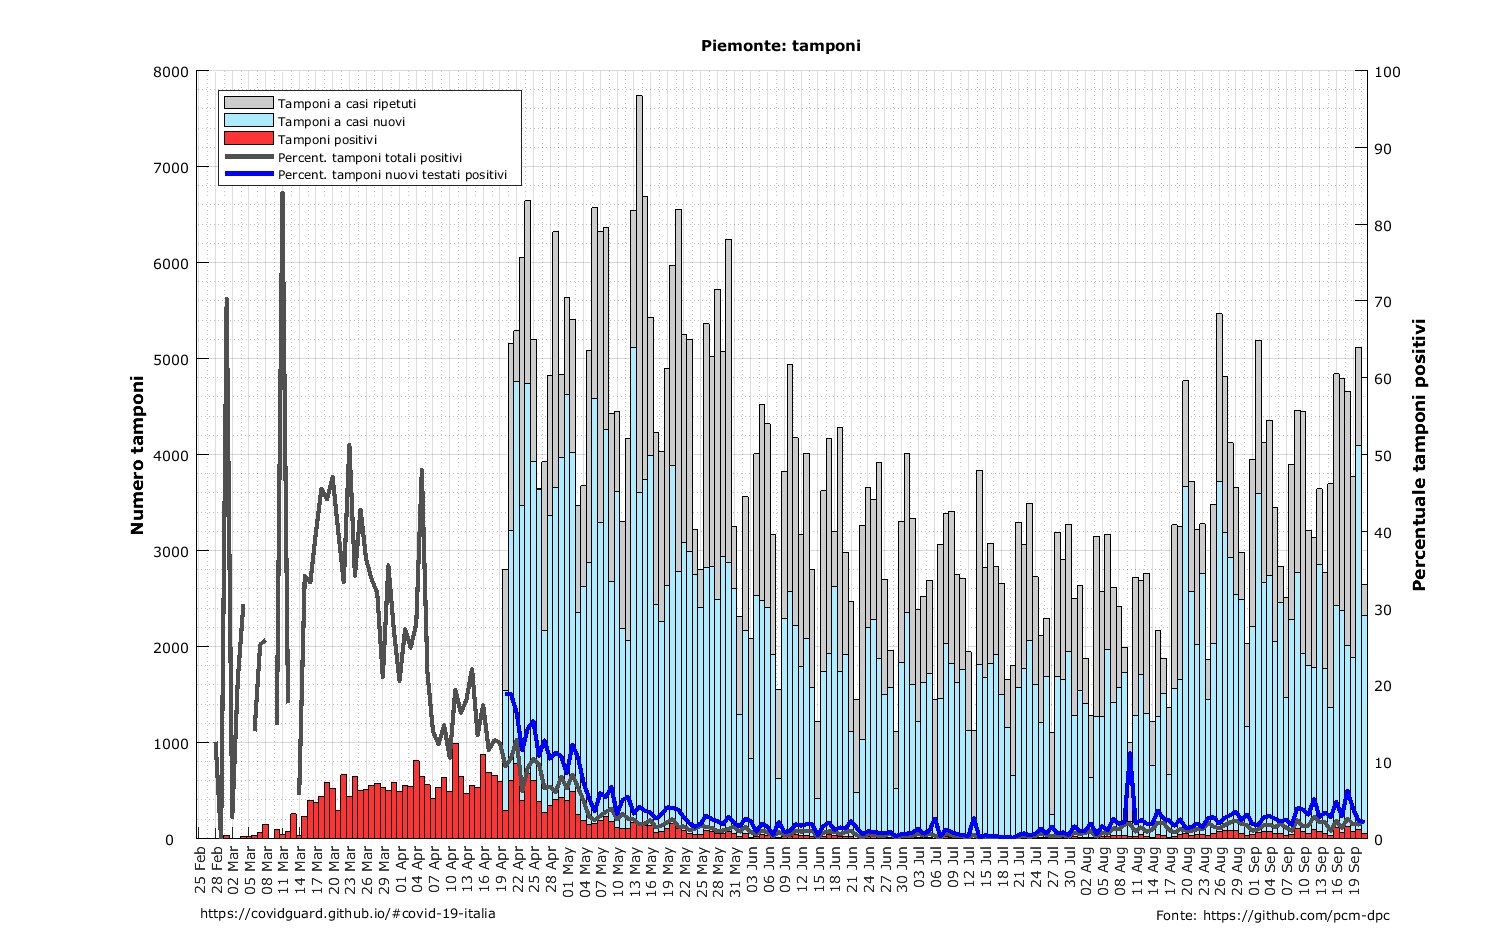 Piemonte: tamponi
8000
7000
6000
5000
4000
3000
2000
1000
0
100
90
80
70
60
50
40
30
20
10
0
Tamponi a casi ripetuti
Tamponi a casi nuovi
Tamponi positivi
Percent. tamponi totali positivi
Percent. tamponi nuovi testati positivi
Numero tamponi
Percentuale tamponi positivi
25 Feb
28 Feb
02 Mar
05 Mar
08 Mar
11 Mar
14 Mar
17 Mar
20 Mar
23 Mar
26 Mar
29 Mar
01 Apr
04 Apr
07 Apr
10 Apr
13 Apr
16 Apr
19 Apr
22 Apr
25 Apr
28 Apr
01 May
04 May
07 May
10 May
13 May
16 May
19 May
22 May
25 May
28 May
31 May
03 Jun
06 Jun
09 Jun
12 Jun
15 Jun
18 Jun
21 Jun
24 Jun
27 Jun
30 Jun
03 Jul
06 Jul
09 Jul
12 Jul
15 Jul
18 Jul
21 Jul
24 Jul
27 Jul
30 Jul
02 Aug
05 Aug
08 Aug
11 Aug
14 Aug
17 Aug
20 Aug
23 Aug
26 Aug
29 Aug
01 Sep
04 Sep
07 Sep
10 Sep
13 Sep
16 Sep
19 Sep
https://covidguard.github.io/#covid-19-italia
Fonte: https://github.com/pcm-dpc